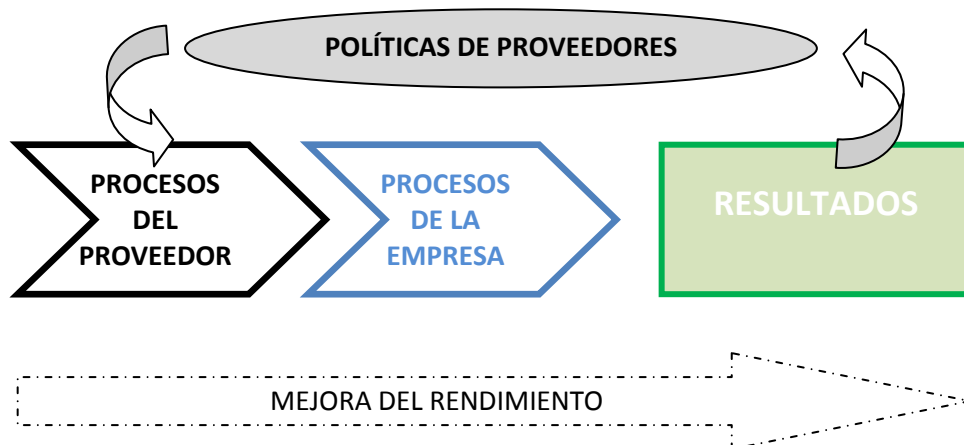 POLÍTICAS DE PROVEEDORES
PROCESOS
DEL
PROVEEDOR
PROCESOS
DE LA
EMPRESA
RESULTADOS
MEJORA DEL RENDIMIENTO